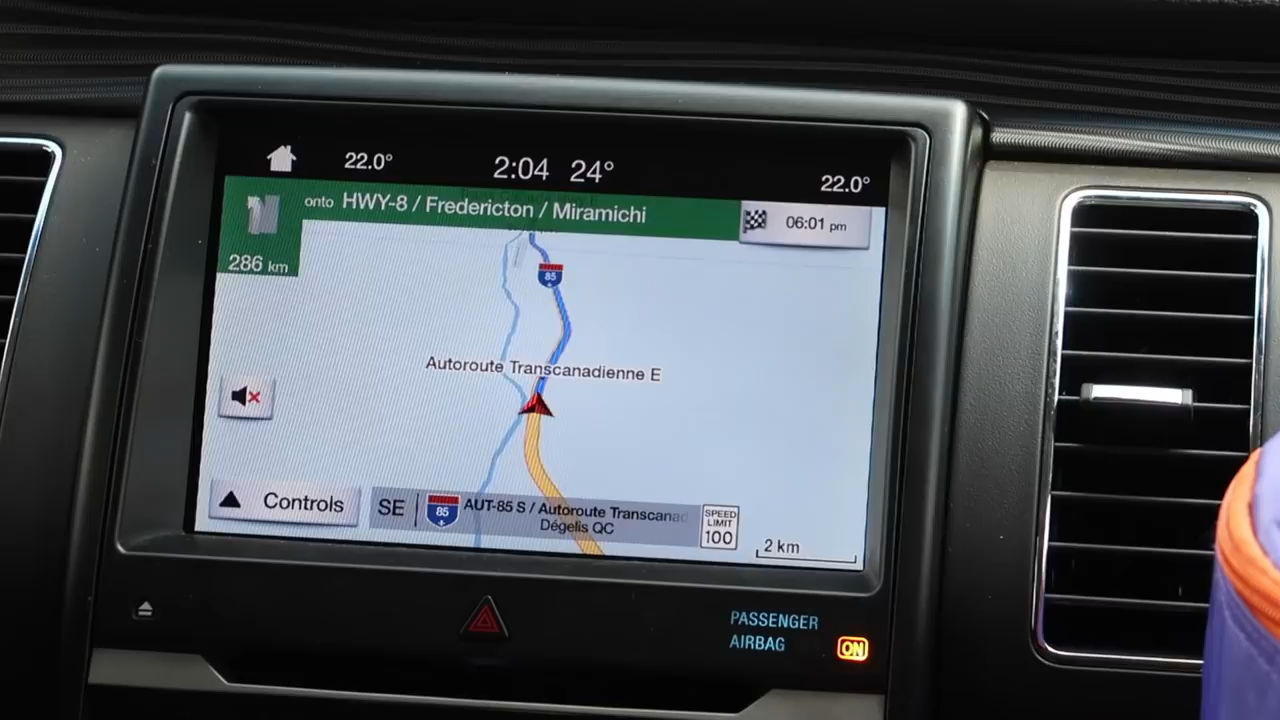 22.0°
2:04 24°
22.0°
onto HWY-8 / Fredericton / Miramichi
06:01 pm
286 km
85
Autoroute Transcanadienne E
Controls
SE
85
AUT-85 S / Autoroute Transcanad
Dégelis QC
SPEED
LIMIT
100
2 km
PASSENGER
AIRBAG
ON